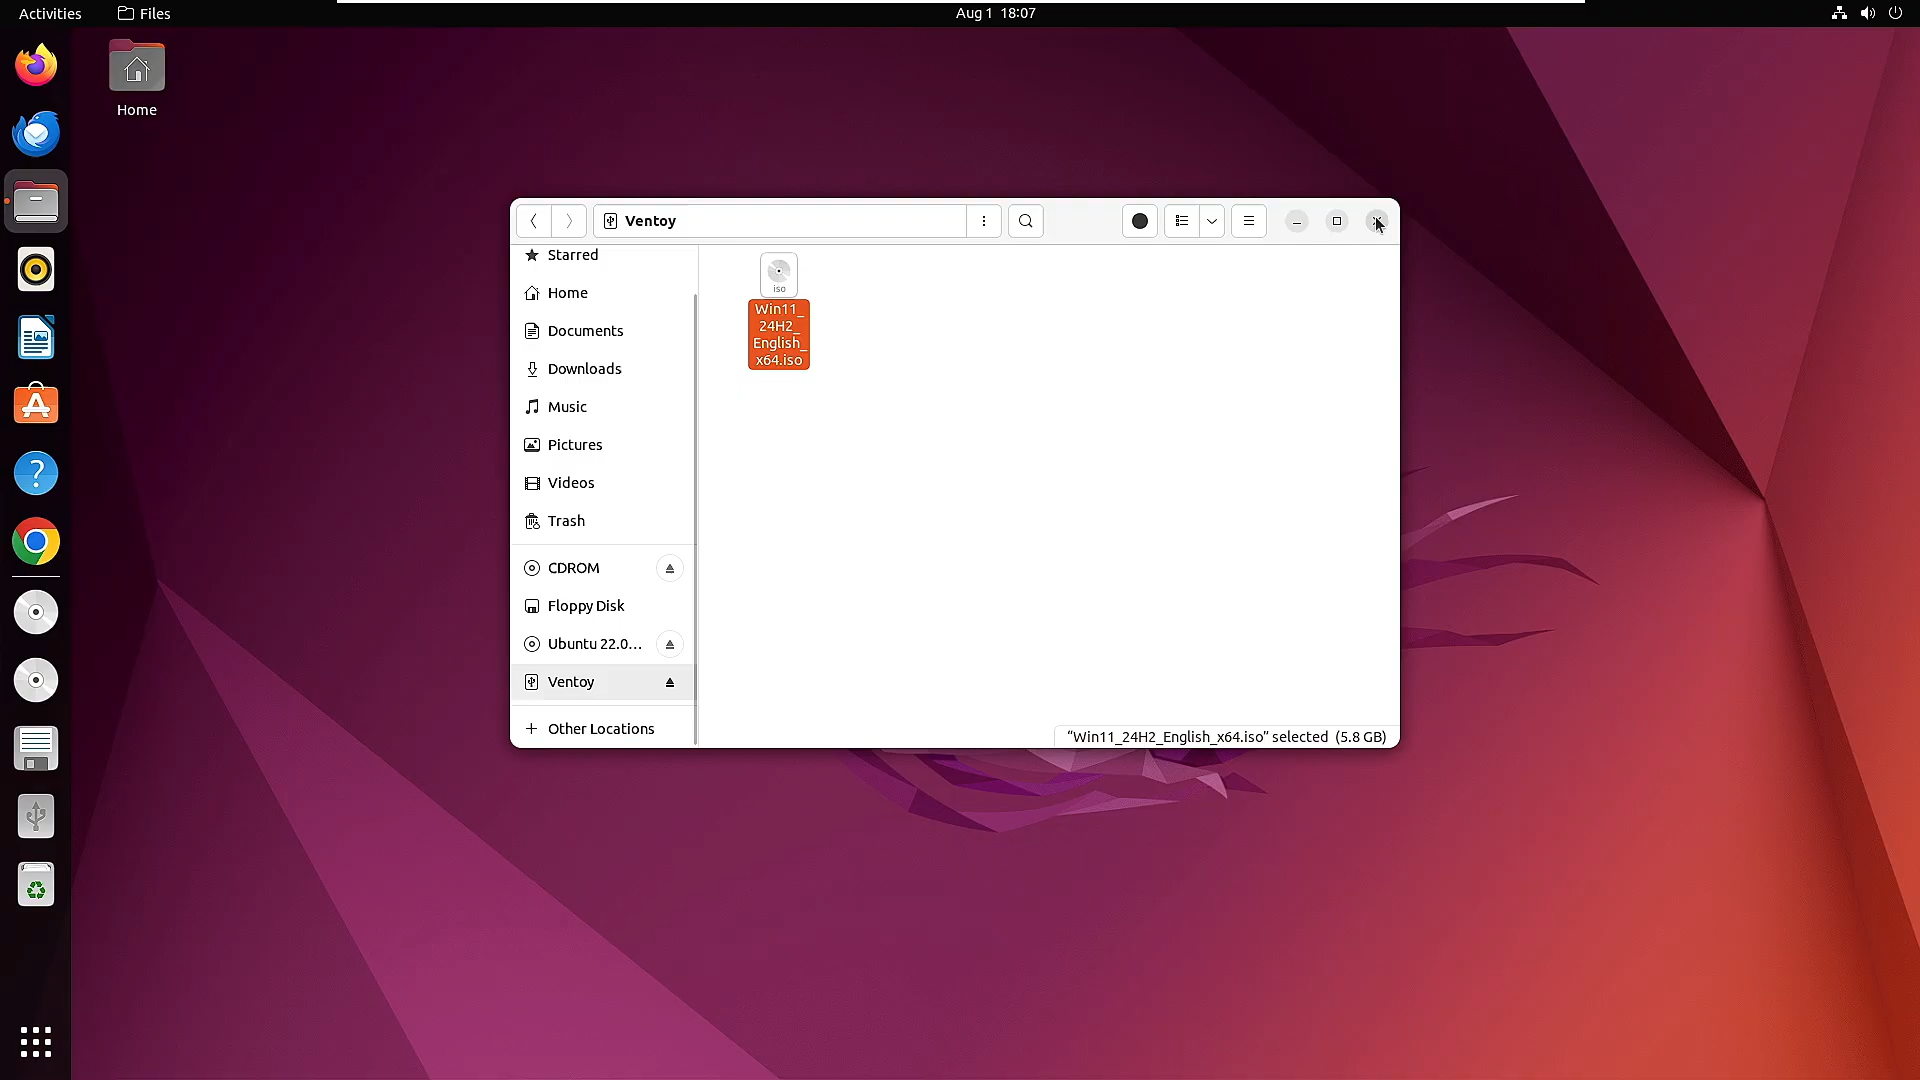 Activities
Files
Aug 1 18:07
Home
Ventoy
Starred
Home
Documents
Downloads
Music
Pictures
Videos
Trash
CDROM
Floppy Disk
Ubuntu 22.0...
Ventoy
Other Locations
iso
Win11_
24H2_
English_
x64.iso
“Win11_24H2_English_x64.iso” selected (5.8 GB)